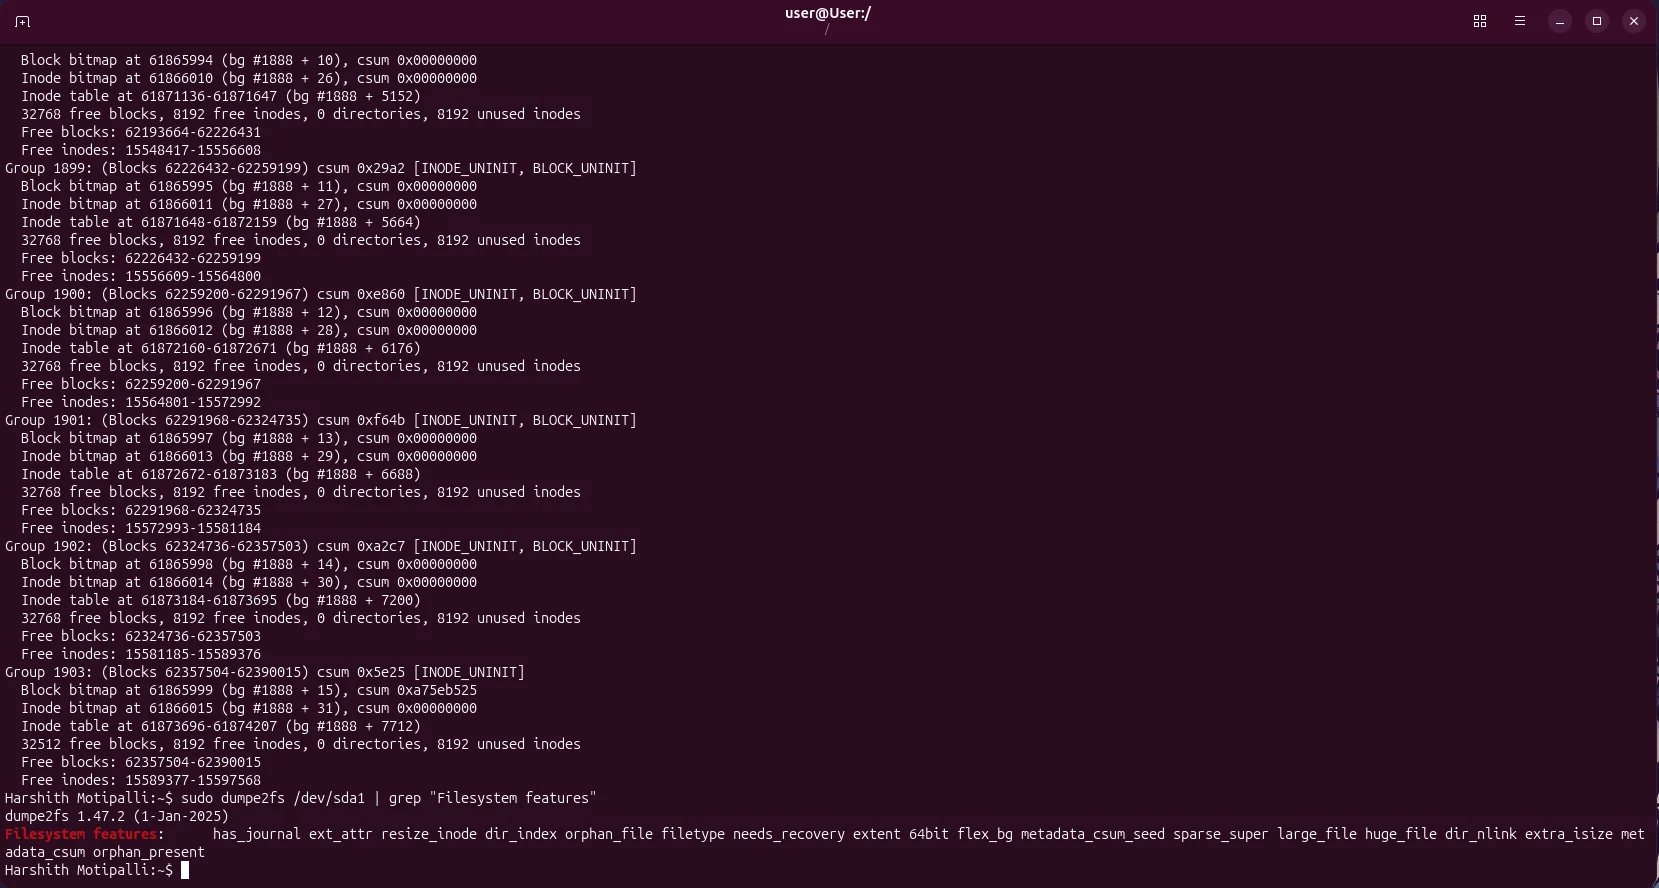 user@User:/
/
Block bitmap at 61865994 (bg #1888 + 10), csum 0x00000000
Inode bitmap at 61866010 (bg #1888 + 26), csum 0x00000000
Inode table at 61871136-61871647 (bg #1888 + 5152)
32768 free blocks, 8192 free inodes, 0 directories, 8192 unused inodes
Free blocks: 62193664-62226431
Free inodes: 15548417-15556608
Group 1899: (Blocks 62226432-62259199) csum 0x29a2 [INODE_UNINIT, BLOCK_UNINIT]
Block bitmap at 61865995 (bg #1888 + 11), csum 0x00000000
Inode bitmap at 61866011 (bg #1888 + 27), csum 0x00000000
Inode table at 61871648-61872159 (bg #1888 + 5664)
32768 free blocks, 8192 free inodes, 0 directories, 8192 unused inodes
Free blocks: 62226432-62259199
Free inodes: 15556609-15564800
Group 1900: (Blocks 62259200-62291967) csum 0xe860 [INODE_UNINIT, BLOCK_UNINIT]
Block bitmap at 61865996 (bg #1888 + 12), csum 0x00000000
Inode bitmap at 61866012 (bg #1888 + 28), csum 0x00000000
Inode table at 61872160-61872671 (bg #1888 + 6176)
32768 free blocks, 8192 free inodes, 0 directories, 8192 unused inodes
Free blocks: 62259200-62291967
Free inodes: 15564801-15572992
Group 1901: (Blocks 62291968-62324735) csum 0xf64b [INODE_UNINIT, BLOCK_UNINIT]
Block bitmap at 61865997 (bg #1888 + 13), csum 0x00000000
Inode bitmap at 61866013 (bg #1888 + 29), csum 0x00000000
Inode table at 61872672-61873183 (bg #1888 + 6688)
32768 free blocks, 8192 free inodes, 0 directories, 8192 unused inodes
Free blocks: 62291968-62324735
Free inodes: 15572993-15581184
Group 1902: (Blocks 62324736-62357503) csum 0xa2c7 [INODE_UNINIT, BLOCK_UNINIT]
Block bitmap at 61865998 (bg #1888 + 14), csum 0x00000000
Inode bitmap at 61866014 (bg #1888 + 30), csum 0x00000000
Inode table at 61873184-61873695 (bg #1888 + 7200)
32768 free blocks, 8192 free inodes, 0 directories, 8192 unused inodes
Free blocks: 62324736-62357503
Free inodes: 15581185-15589376
Group 1903: (Blocks 62357504-62390015) csum 0x5e25 [INODE_UNINIT]
Block bitmap at 61865999 (bg #1888 + 15), csum 0xa75eb525
Inode bitmap at 61866015 (bg #1888 + 31), csum 0x00000000
Inode table at 61873696-61874207 (bg #1888 + 7712)
32512 free blocks, 8192 free inodes, 0 directories, 8192 unused inodes
Free blocks: 62357504-62390015
Free inodes: 15589377-15597568
Harshith Motipalli:~$ sudo dumpe2fs /dev/sda1 | grep "Filesystem features"
dumpe2fs 1.47.2 (1-Jan-2025)
Filesystem features:      has_journal ext_attr resize_inode dir_index orphan_file filetype needs_recovery extent 64bit flex_bg metadata_csum_seed sparse_super large_file huge_file dir_nlink extra_isize met
adata_csum orphan_present
Harshith Motipalli:~$